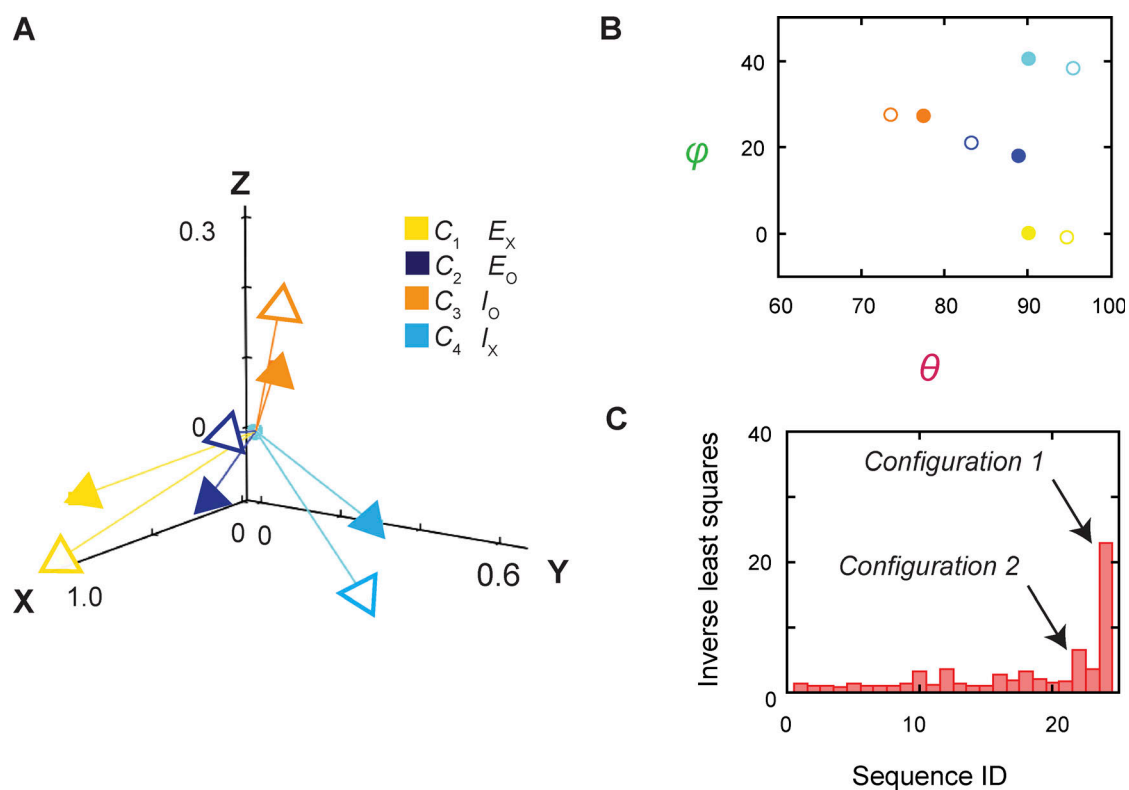 A
Z
0.3
0
0 0
X
1.0
Y
0.6
C1 EX
C2 EO
C3 IO
C4 IX
B
40
20
0
φ
60 70 80 90 100
θ
C
40
20
0
Inverse least squares
Configuration 1
Configuration 2
0 10 20
Sequence ID